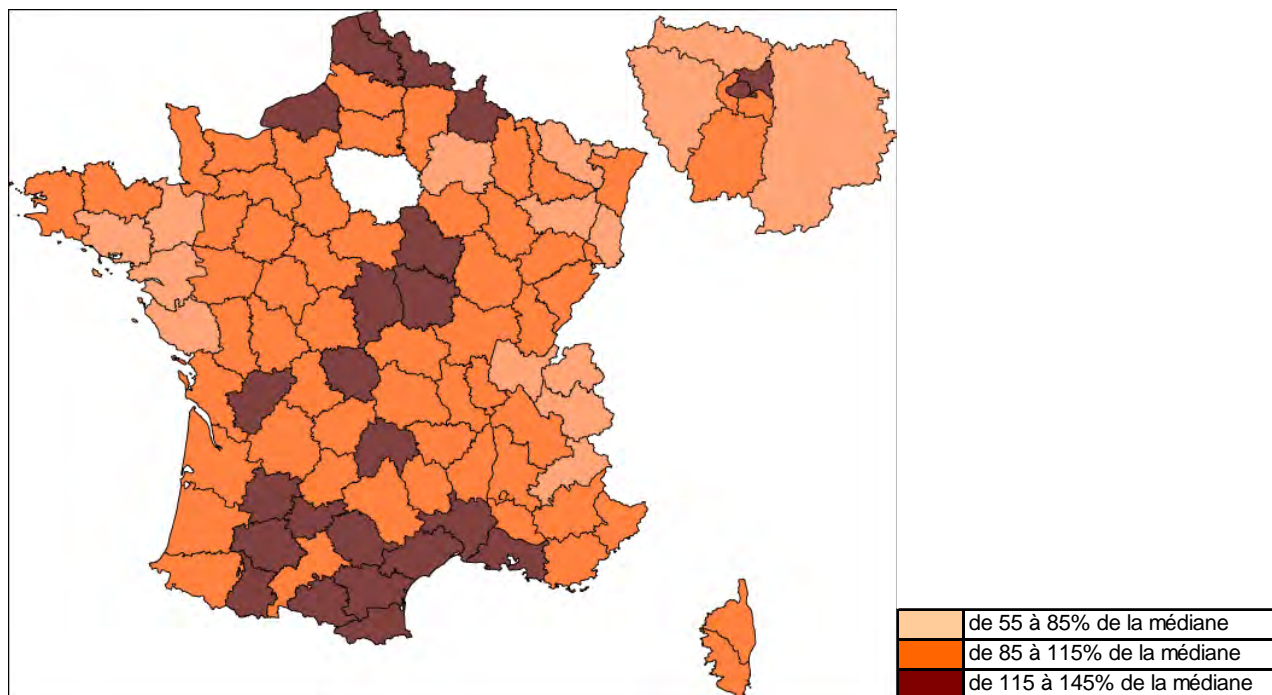 de 55 à 85% de la médiane
de 85 à 115% de la médiane
de 115 à 145% de la médiane